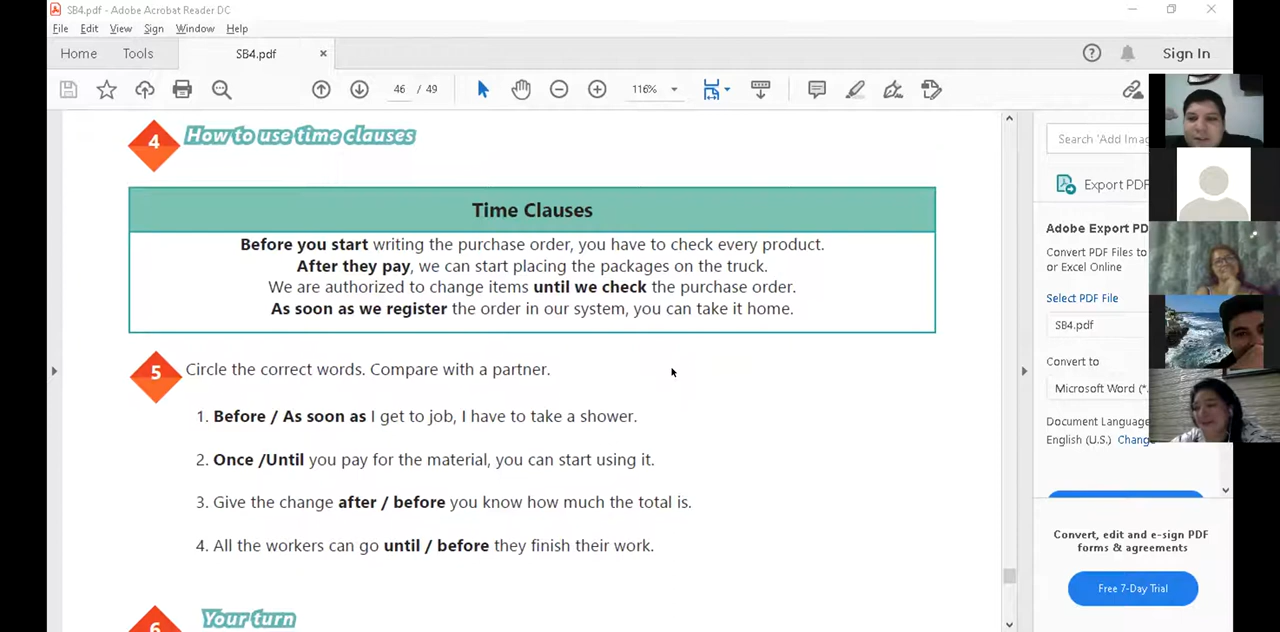 SB4.pdf - Adobe Acrobat Reader DC
File Edit View Sign Window Help
Home Tools SB4.pdf × Sign In
46 / 49 116%
4 How to use time clauses
Time Clauses
Before you start writing the purchase order, you have to check every product.
After they pay, we can start placing the packages on the truck.
We are authorized to change items until we check the purchase order.
As soon as we register the order in our system, you can take it home.
5 Circle the correct words. Compare with a partner.
1. Before / As soon as I get to job, I have to take a shower.
2. Once /Until you pay for the material, you can start using it.
3. Give the change after / before you know how much the total is.
4. All the workers can go until / before they finish their work.
6 Your turn
Search 'Add Imag
Export PDF
Adobe Export PD
Convert PDF Files to
or Excel Online
Select PDF File
SB4.pdf
Convert to
Microsoft Word (*.
Document Language
English (U.S.) Change
Convert, edit and e-sign PDF
forms & agreements
Free 7-Day Trial